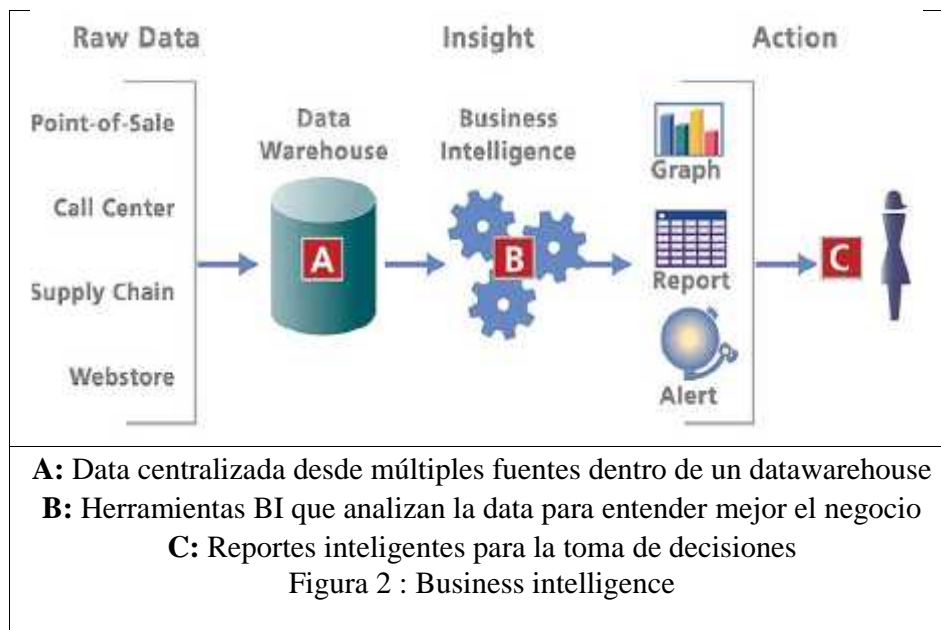 Raw Data
Insight
Action
Point-of-Sale
Call Center
Supply Chain
Webstore
Data
Warehouse
A
Business
Intelligence
B
Graph
Report
Alert
C
A: Data centralizada desde múltiples fuentes dentro de un datawarehouse
B: Herramientas BI que analizan la data para entender mejor el negocio
C: Reportes inteligentes para la toma de decisiones
Figura 2 : Business intelligence